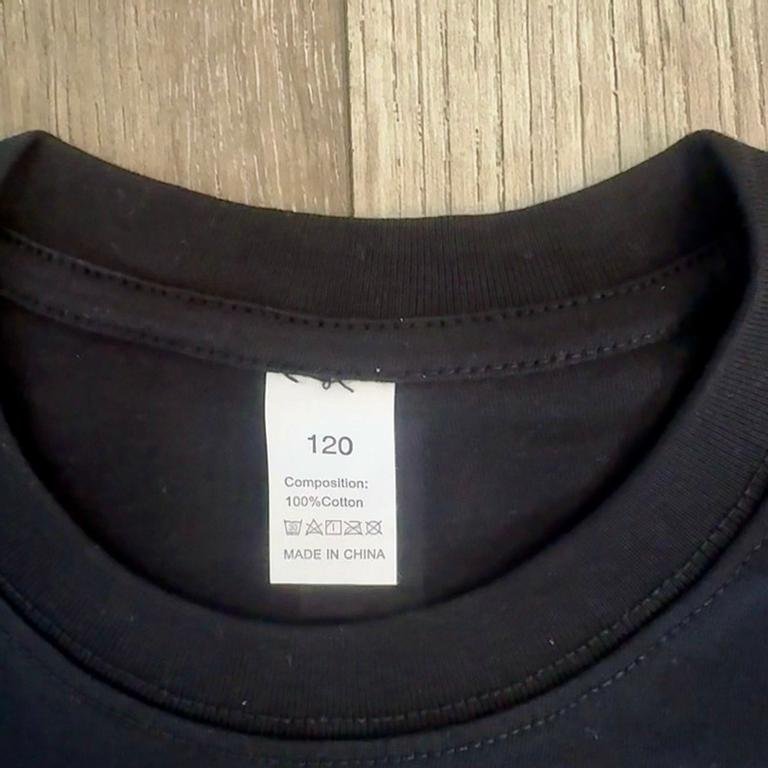 120
Composition:
100%Cotton
MADE IN CHINA